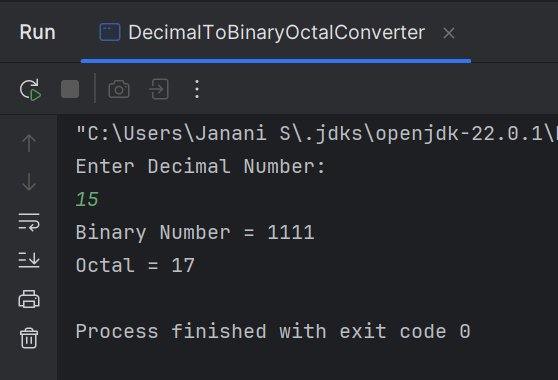 Run DecimalToBinaryOctalConverter
"C:\Users\Janani S\.jdks\openjdk-22.0.1\
Enter Decimal Number:
15
Binary Number = 1111
Octal = 17
Process finished with exit code 0